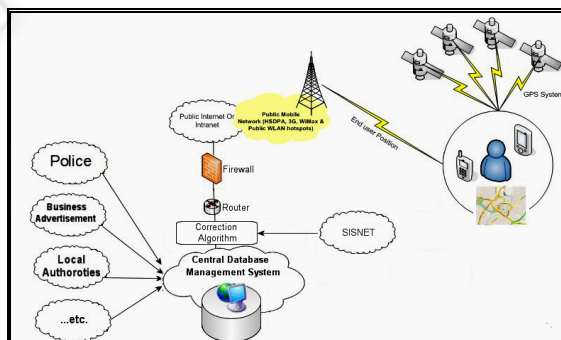 Public Internet Or
Intranet
Public Mobile
Network (HSDPA, 3G, WiMax &
Public WLAN hotspots)
GPS System
End user Position
Police
Firewall
Business
Advertisement
Router
Correction
Algorithm
SISNET
Local
Authoroties
Central Database
Management System
...etc.